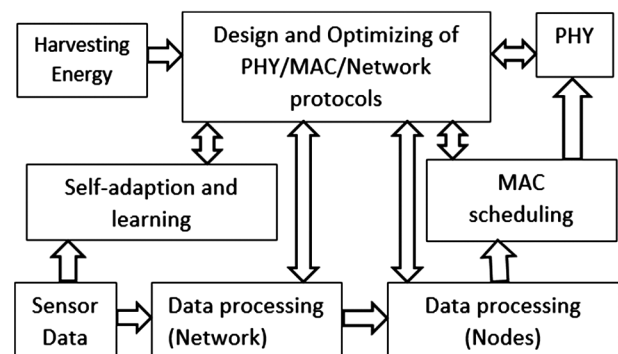 Harvesting
Energy
Design and Optimizing of
PHY/MAC/Network
protocols
PHY
Self-adaption and
learning
MAC
scheduling
Sensor
Data
Data processing
(Network)
Data processing
(Nodes)